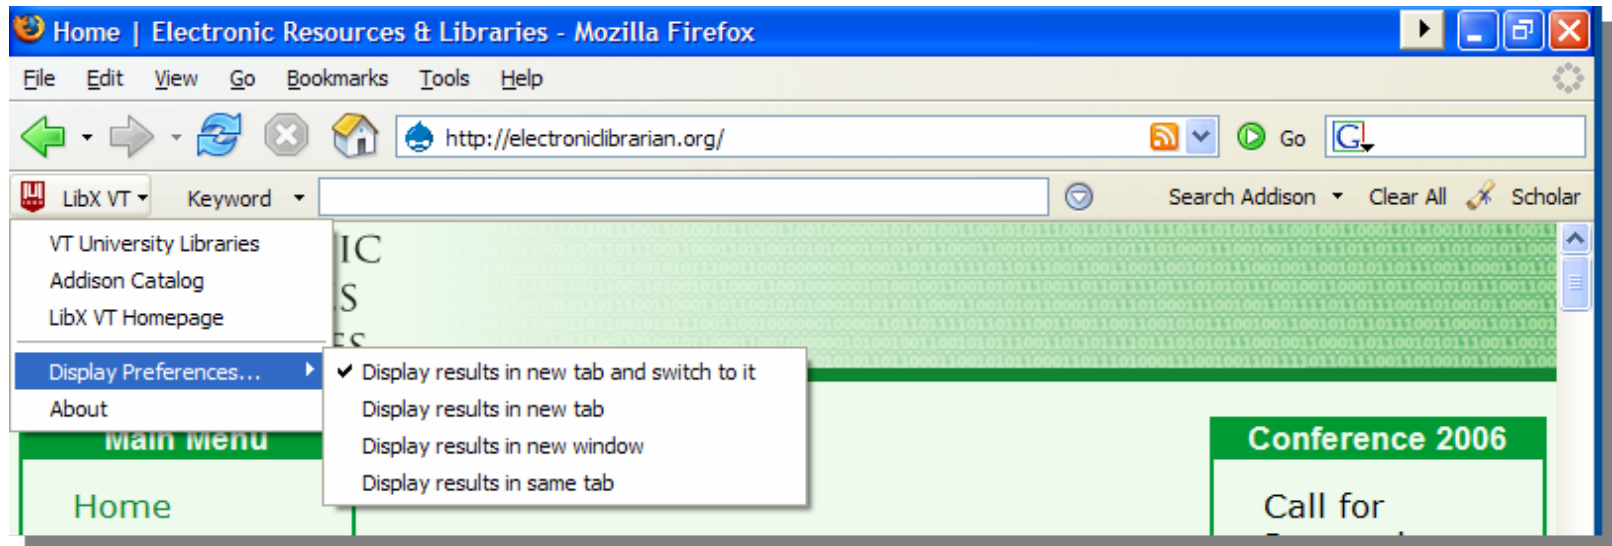 Home | Electronic Resources & Libraries - Mozilla Firefox
File Edit View Go Bookmarks Tools Help
http://electroniclibrarian.org/ Go G
LibX VT Keyword Search Addison Clear All Scholar
VT University Libraries
Addison Catalog
LibX VT Homepage
Display Preferences...
About
IC
S
ES
Display results in new tab and switch to it
Display results in new tab
Display results in new window
Display results in same tab
Main Menu
Home
Conference 2006
Call for